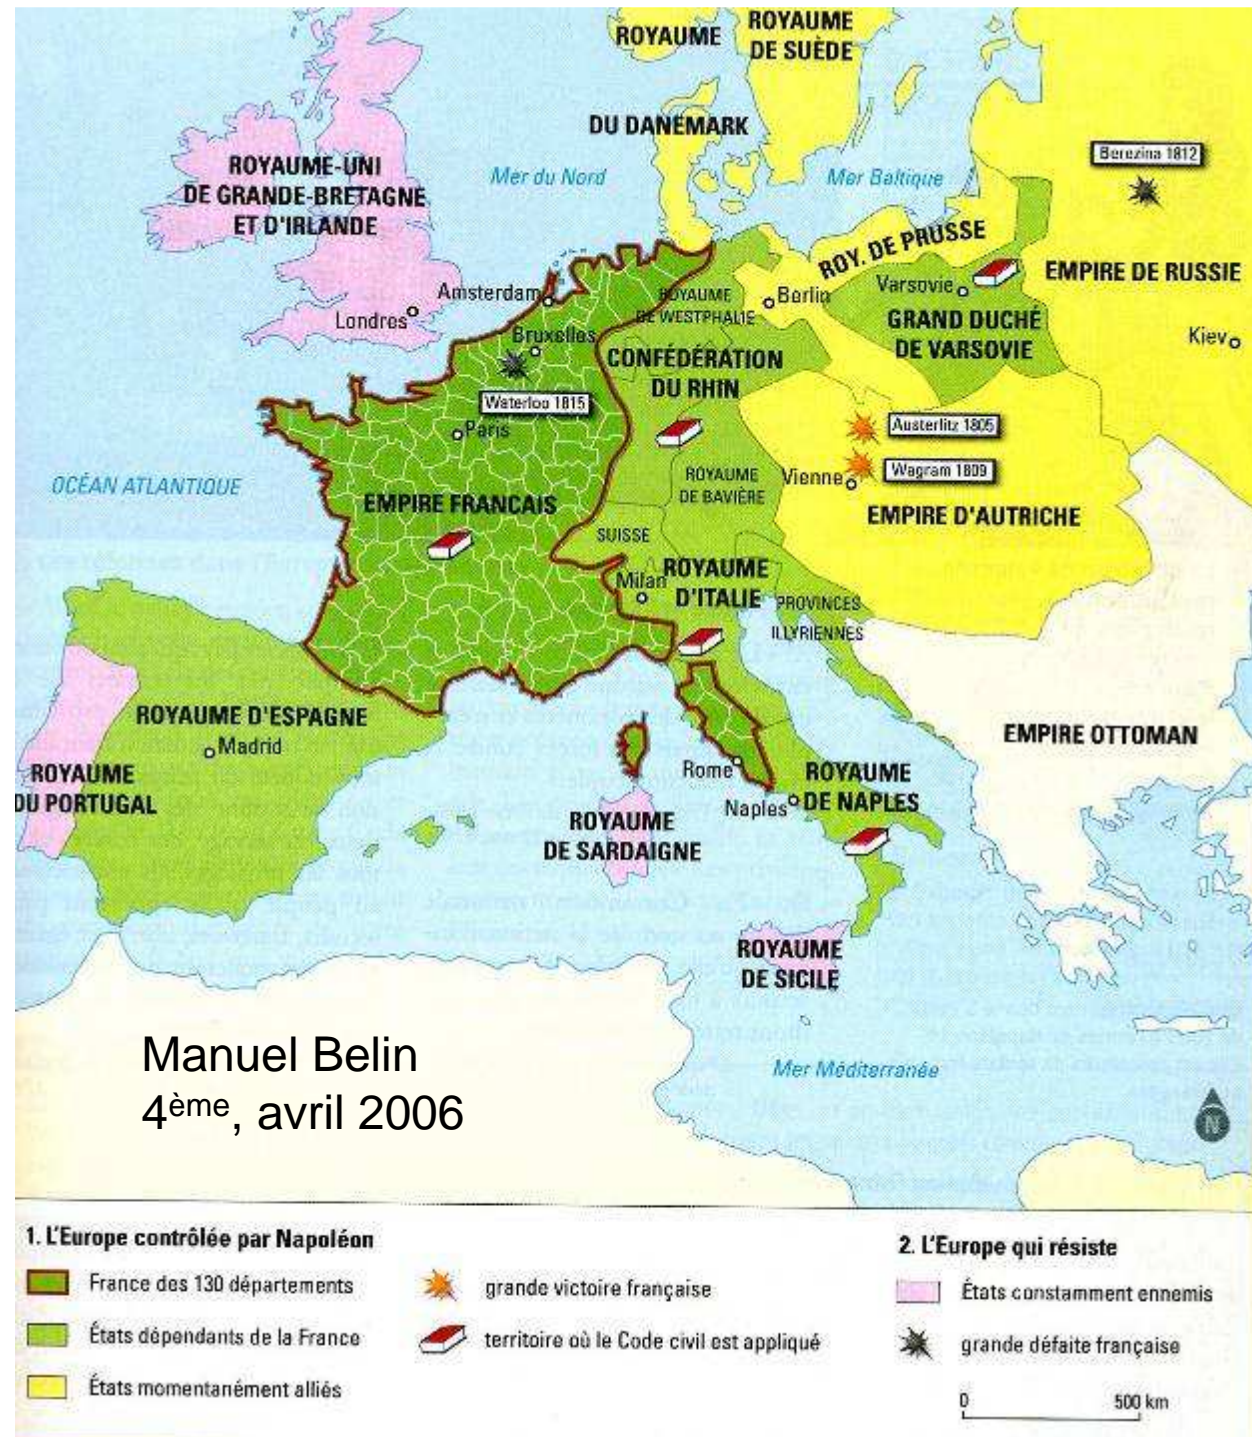 ROYAUME
ROYAUME
DE SUÈDE
DU DANEMARK
Mer du Nord
Mer Baltique
Berezina 1812
ROYAUME-UNI
DE GRANDE-BRETAGNE
ET D'IRLANDE
ROY. DE PRUSSE
EMPIRE DE RUSSIE
Amsterdam
Londres
Bruxelles
ROYAUME
DE WESTPHALIE
Berlin
Varsovie
GRAND DUCHÉ
DE VARSOVIE
Kiev
CONFÉDÉRATION
DU RHIN
Waterloo 1815
Paris
Austerlitz 1805
Wagram 1809
OCÉAN ATLANTIQUE
EMPIRE FRANCAIS
ROYAUME
DE BAVIÈRE
Vienne
EMPIRE D'AUTRICHE
SUISSE
Milan
ROYAUME
D'ITALIE
PROVINCES
ILLYRIENNES
ROYAUME D'ESPAGNE
Madrid
ROYAUME
DU PORTUGAL
EMPIRE OTTOMAN
Rome
Naples
ROYAUME
DE NAPLES
ROYAUME
DE SARDAIGNE
ROYAUME
DE SICILE
Mer Méditerranée
Manuel Belin
4ème, avril 2006
N
1. L'Europe contrôlée par Napoléon
France des 130 départements
États dépendants de la France
États momentanément alliés
grande victoire française
territoire où le Code civil est appliqué
2. L'Europe qui résiste
États constamment ennemis
grande défaite française
0 500 km